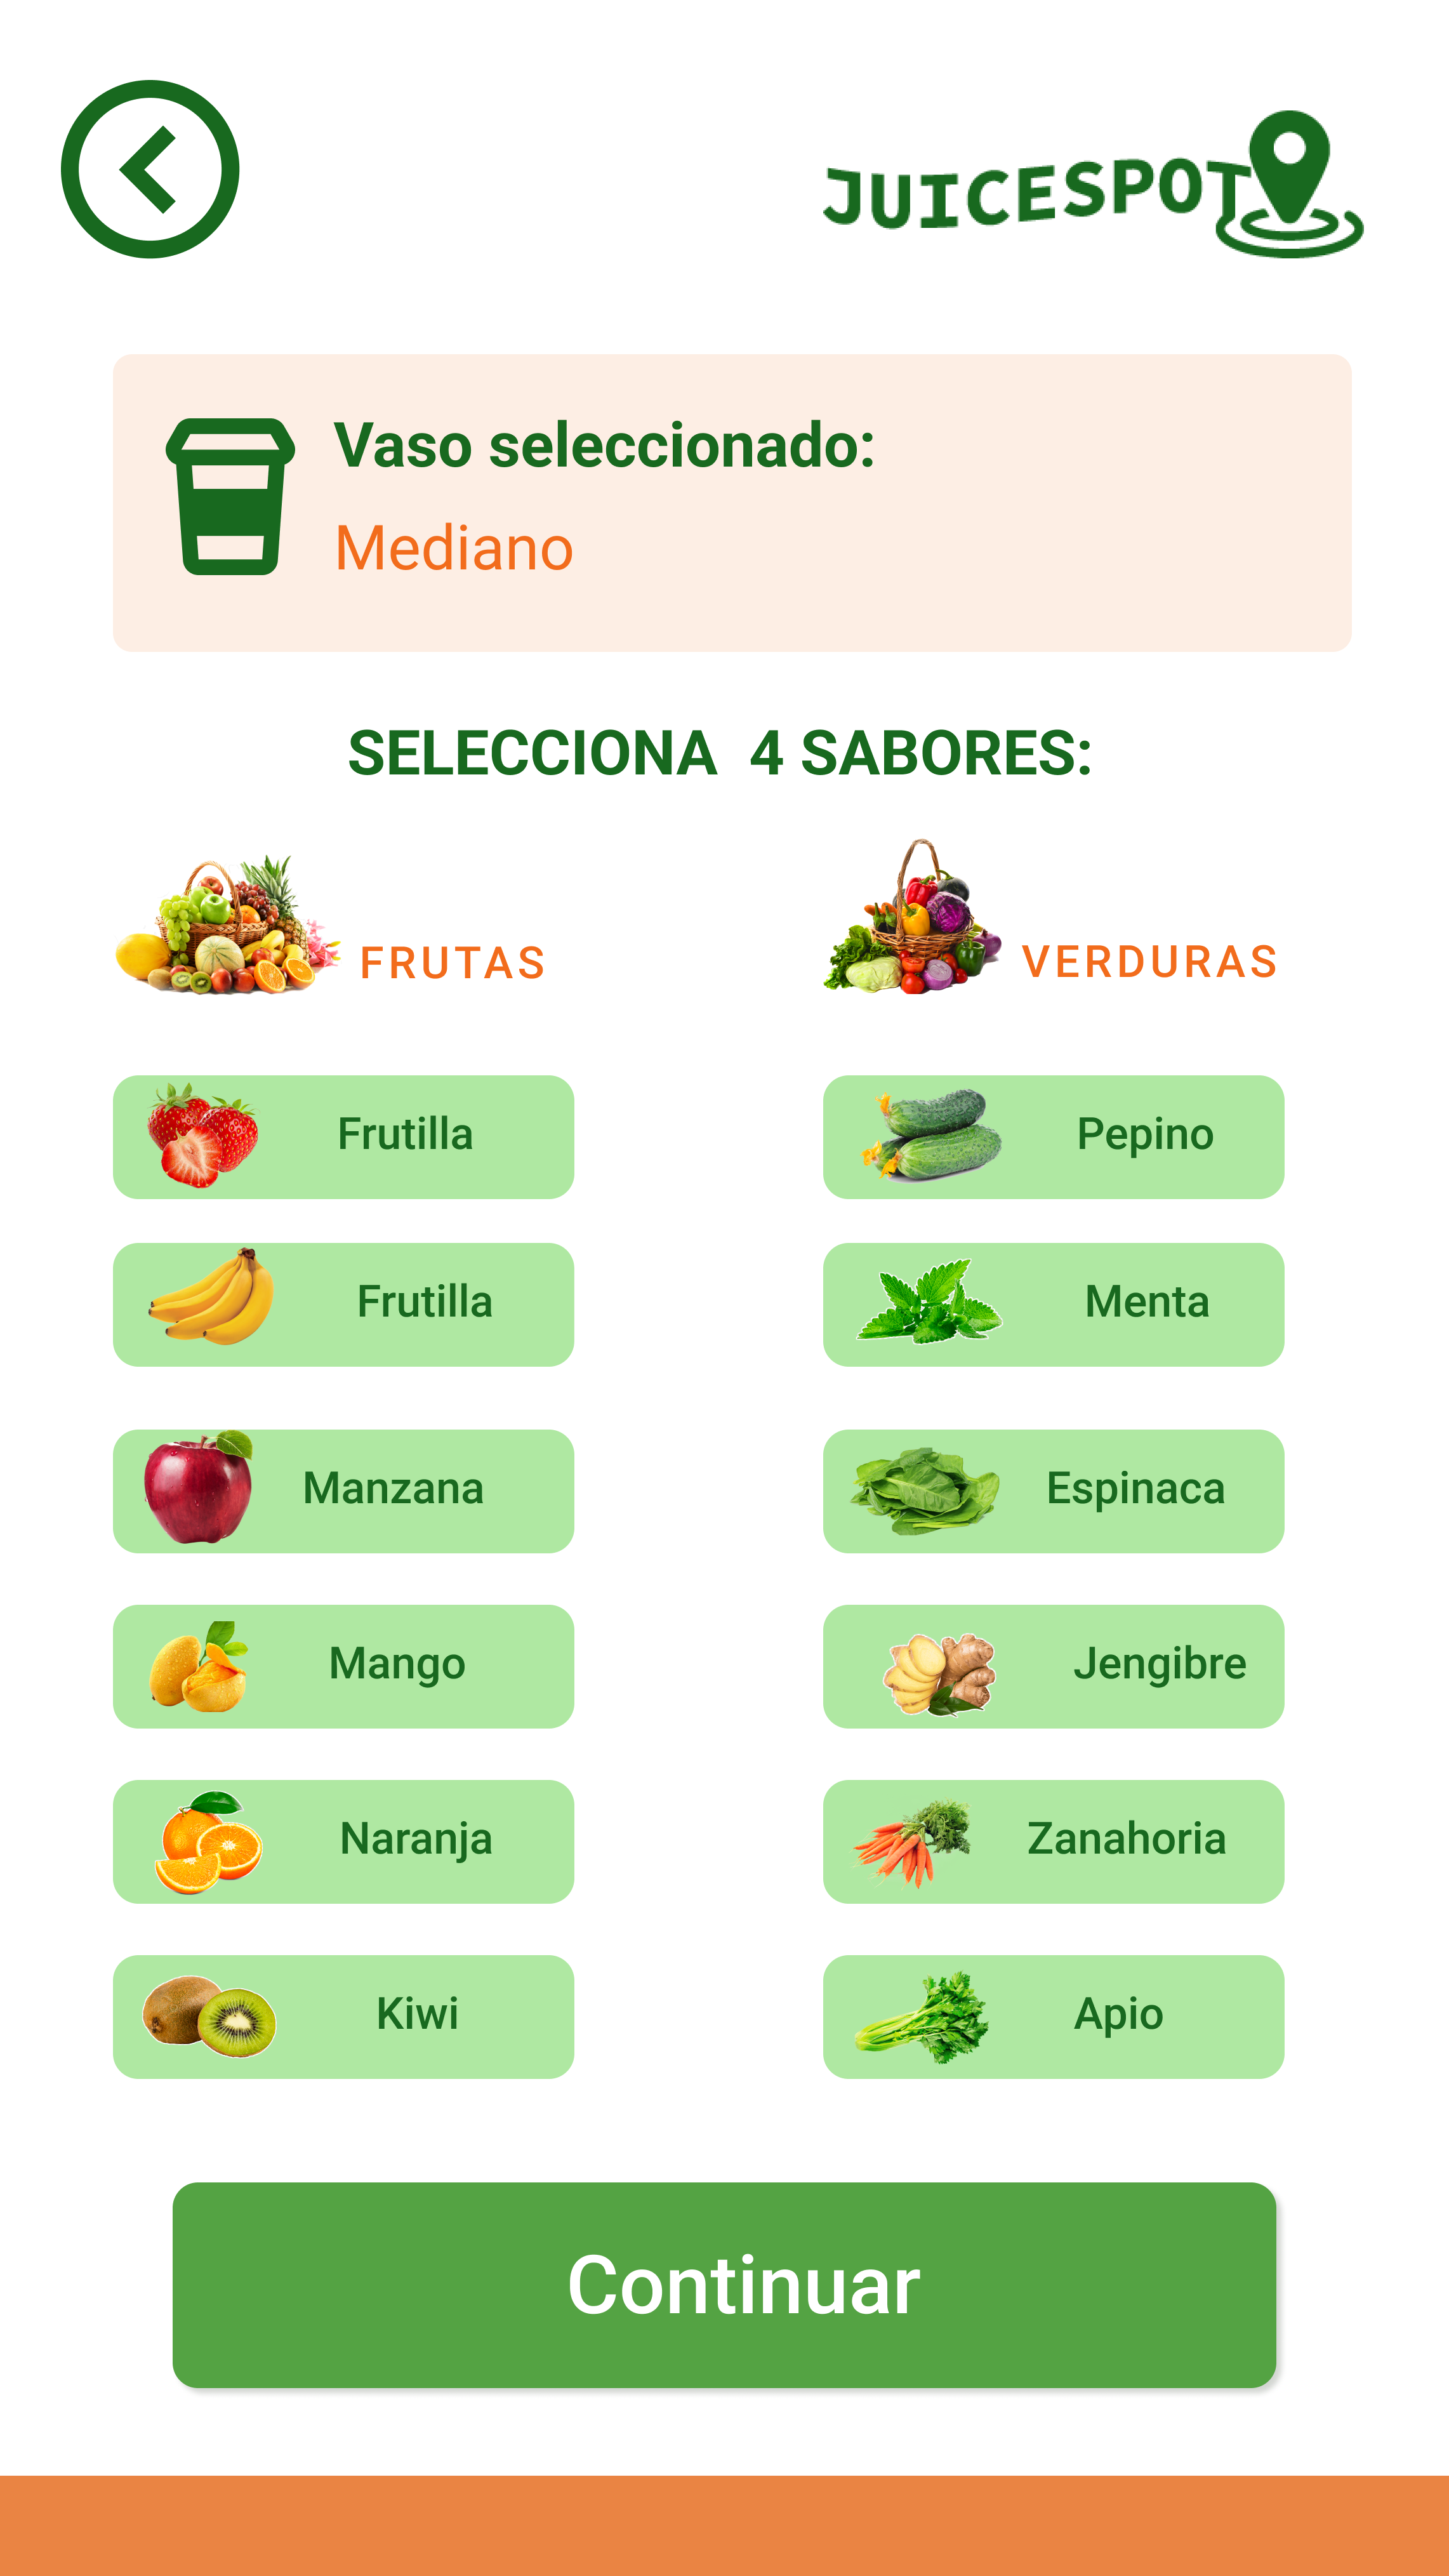 JUICESPOT
Vaso seleccionado:
Mediano
SELECCIONA 4 SABORES:
FRUTAS
VERDURAS
Frutilla
Pepino
Frutilla
Menta
Manzana
Espinaca
Mango
Jengibre
Naranja
Zanahoria
Kiwi
Apio
Continuar